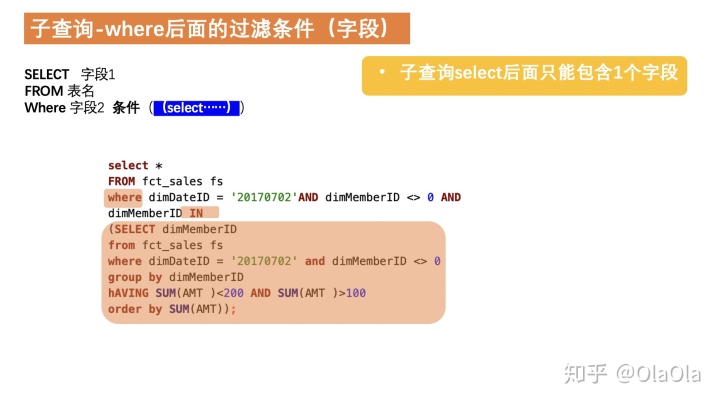 子查询-where后面的过滤条件（字段）
• 子查询select后面只能包含1个字段
SELECT 字段1
FROM 表名
Where 字段2 条件（（select……））
select *
FROM fct_sales fs
where dimDateID = '20170702'AND dimMemberID <> 0 AND
dimMemberID IN
(SELECT dimMemberID
from fct_sales fs
where dimDateID = '20170702' and dimMemberID <> 0
group by dimMemberID
hAVING SUM(AMT )<200 AND SUM(AMT )>100
order by SUM(AMT));
知乎 @OlaOla